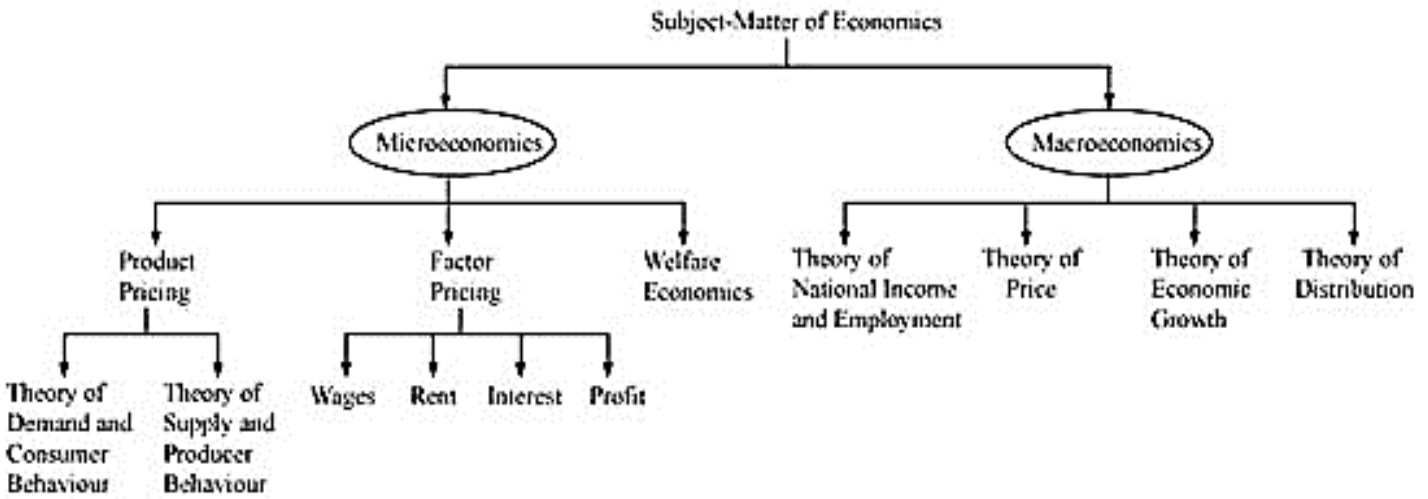 Subject-Matter of Economics
Microeconomics
Macroeconomics
Product
Pricing
Factor
Pricing
Welfare
Economics
Theory of
National Income
and Employment
Theory of
Price
Theory of
Economic
Growth
Theory of
Distribution
Theory of
Demand and
Consumer
Behaviour
Theory of
Supply and
Producer
Behaviour
Wages
Rent
Interest
Profit